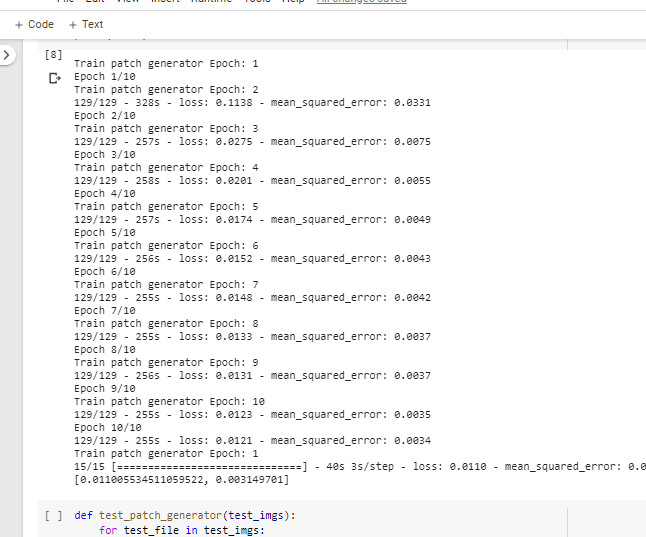 File Edit View Insert Runtime Tools Help All changes saved
+ Code + Text
[8]
Train patch generator Epoch: 1
Epoch 1/10
Train patch generator Epoch: 2
129/129 - 328s - loss: 0.1138 - mean_squared_error: 0.0331
Epoch 2/10
Train patch generator Epoch: 3
129/129 - 257s - loss: 0.0275 - mean_squared_error: 0.0075
Epoch 3/10
Train patch generator Epoch: 4
129/129 - 258s - loss: 0.0201 - mean_squared_error: 0.0055
Epoch 4/10
Train patch generator Epoch: 5
129/129 - 257s - loss: 0.0174 - mean_squared_error: 0.0049
Epoch 5/10
Train patch generator Epoch: 6
129/129 - 256s - loss: 0.0152 - mean_squared_error: 0.0043
Epoch 6/10
Train patch generator Epoch: 7
129/129 - 255s - loss: 0.0148 - mean_squared_error: 0.0042
Epoch 7/10
Train patch generator Epoch: 8
129/129 - 255s - loss: 0.0133 - mean_squared_error: 0.0037
Epoch 8/10
Train patch generator Epoch: 9
129/129 - 256s - loss: 0.0131 - mean_squared_error: 0.0037
Epoch 9/10
Train patch generator Epoch: 10
129/129 - 255s - loss: 0.0123 - mean_squared_error: 0.0035
Epoch 10/10
129/129 - 255s - loss: 0.0121 - mean_squared_error: 0.0034
Train patch generator Epoch: 1
15/15 [==============================] - 40s 3s/step - loss: 0.0110 - mean_squared_error: 0.0
[0.011005534511059522, 0.003149701]
[ ] def test_patch_generator(test_imgs):
for test_file in test_imgs: